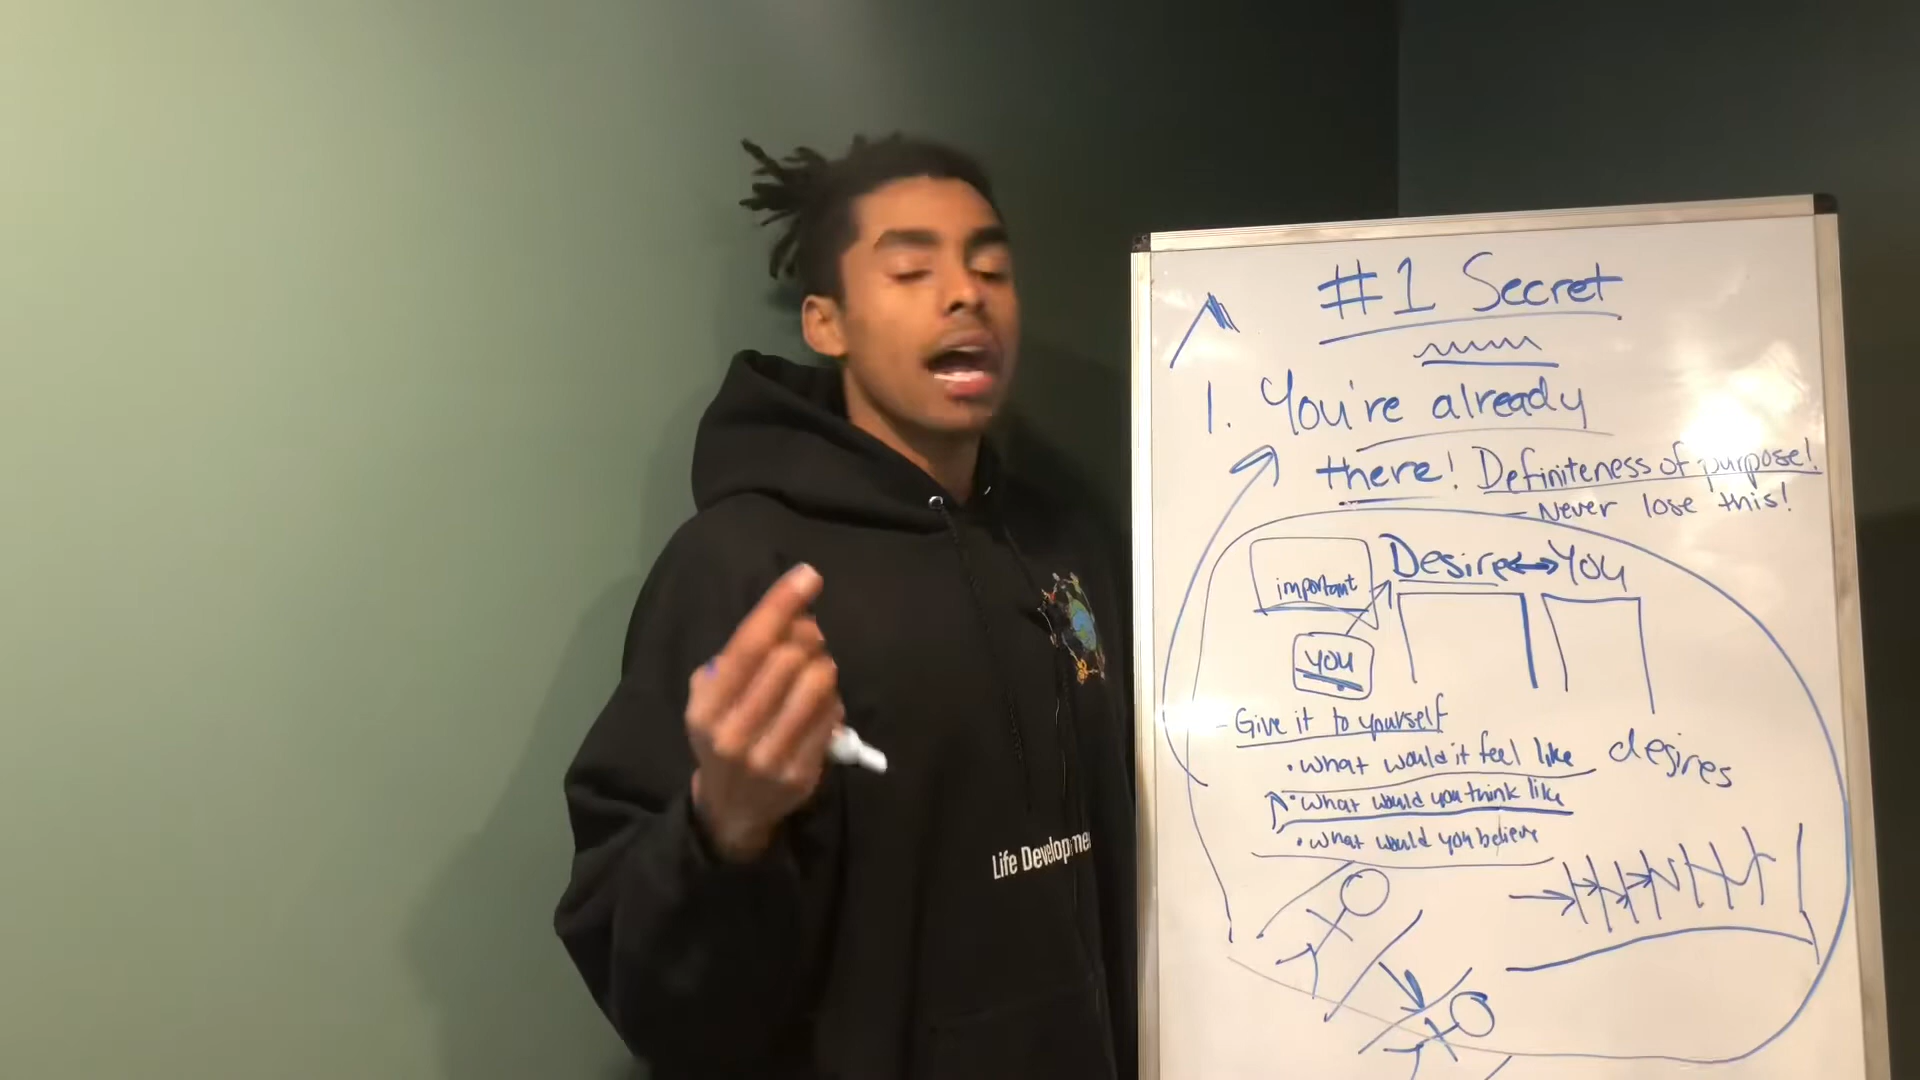 #1 Secret
1. You're already
there! Definiteness of purpose!
- Never lose this!
important
Desire ↔ You
you
- Give it to yourself
• What would it feel like
desires
• What would you think like
• What would you believe
Life Developme